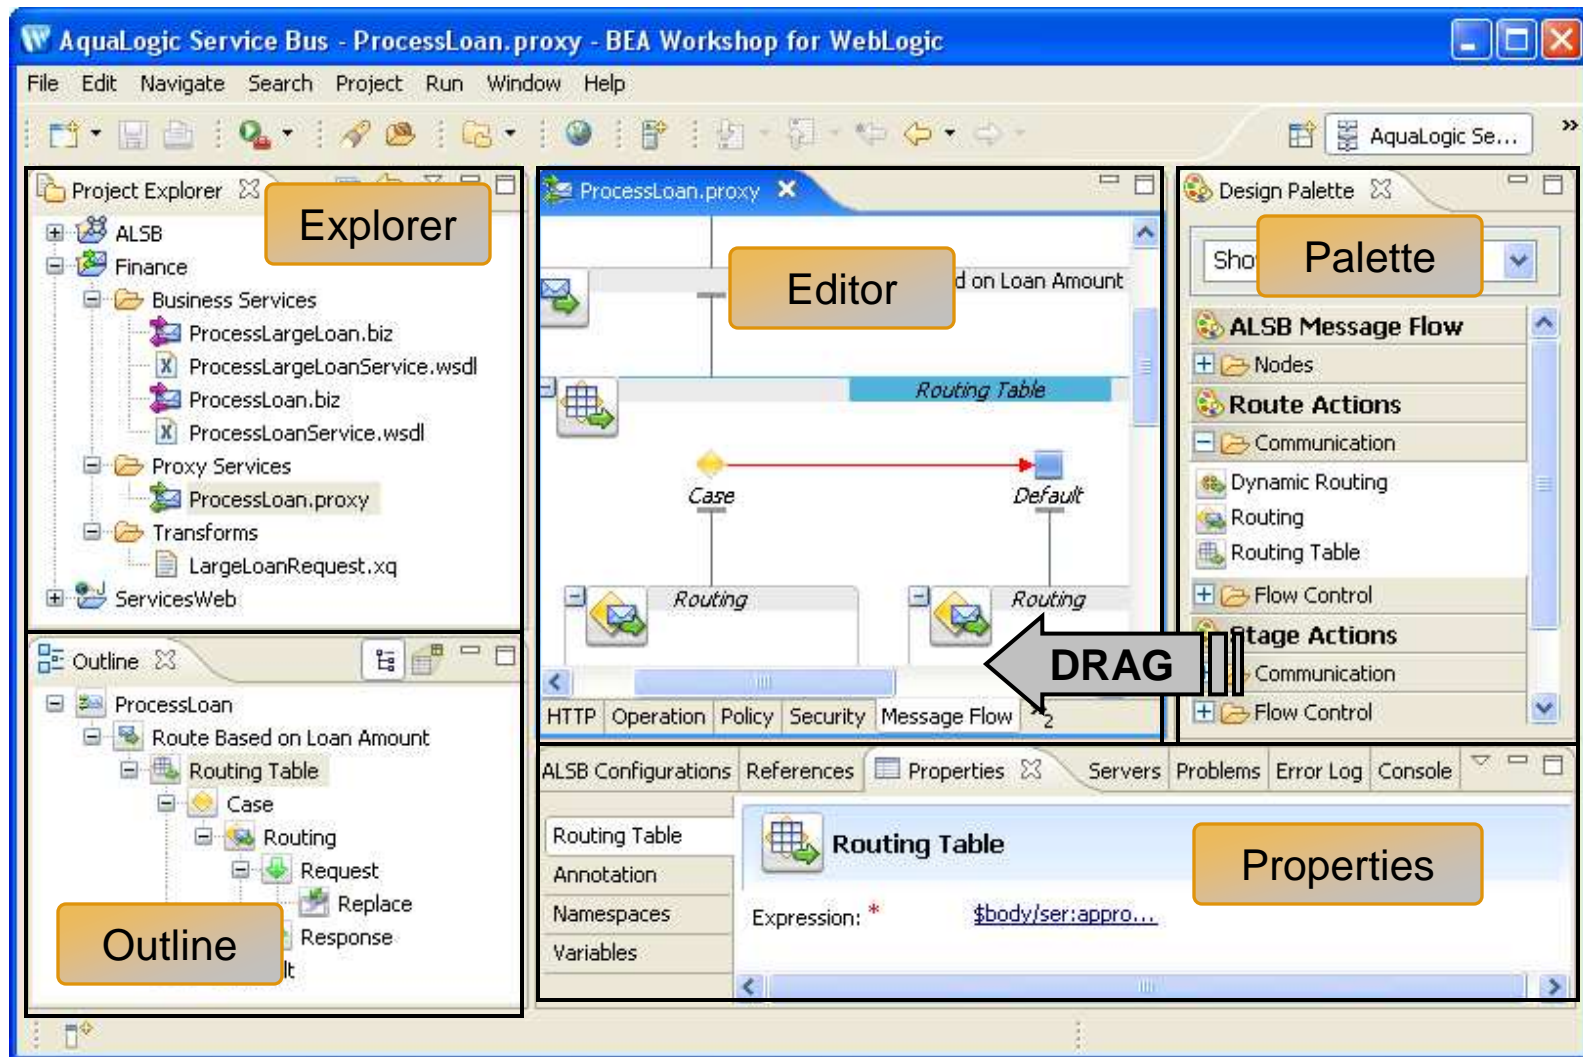 AquaLogic Service Bus - ProcessLoan.proxy - BEA Workshop for WebLogic
File Edit Navigate Search Project Run Window Help
AquaLogic Se...
Project Explorer
Explorer
ALSB
Finance
Business Services
ProcessLargeLoan.biz
ProcessLargeLoanService.wsdl
ProcessLoan.biz
ProcessLoanService.wsdl
Proxy Services
ProcessLoan.proxy
Transforms
LargeLoanRequest.xq
ServicesWeb
ProcessLoan.proxy
Editor
d on Loan Amount
Routing Table
Case Default
Routing Routing
HTTP Operation Policy Security Message Flow »2
DRAG
Design Palette
Sho
Palette
ALSB Message Flow
Nodes
Route Actions
Communication
Dynamic Routing
Routing
Routing Table
Flow Control
Stage Actions
Communication
Flow Control
Outline
ProcessLoan
Route Based on Loan Amount
Routing Table
Case
Routing
Request
Replace
Response
lt
Outline
ALSB Configurations References Properties Servers Problems Error Log Console
Routing Table
Annotation
Namespaces
Variables
Routing Table
Properties
Expression: * $body/ser:appro...